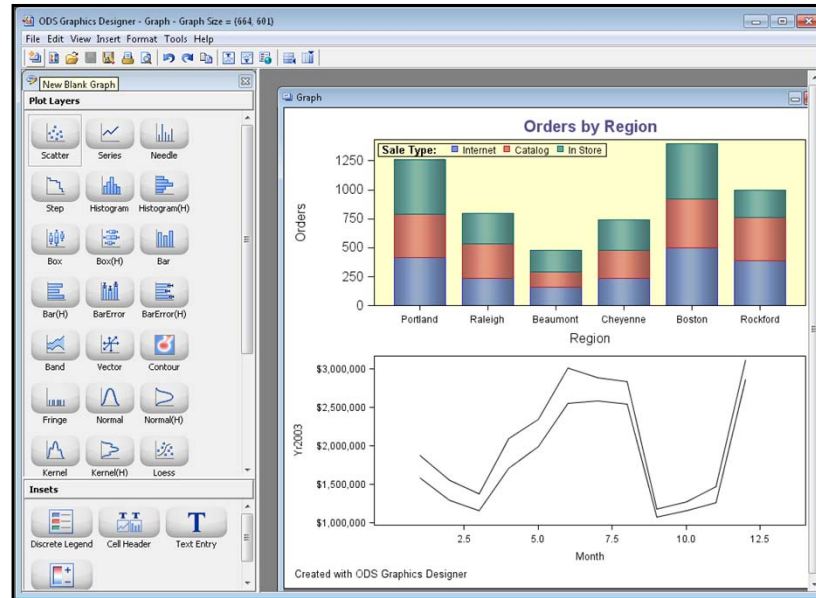 ODS Graphics Designer - Graph - Graph Size = {664, 601}
File Edit View Insert Format Tools Help
New Blank Graph
Plot Layers
Scatter Series Needle
Step Histogram Histogram(H)
Box Box(H) Bar
Bar(H) BarError BarError(H)
Band Vector Contour
Fringe Normal Normal(H)
Kernel Kernel(H) Loess
Insets
Discrete Legend Cell Header Text Entry
Graph
Orders by Region
Sale Type: Internet Catalog In Store
1250
1000
750
500
250
0
Orders
Portland Raleigh Beaumont Cheyenne Boston Rockford
Region
$3,000,000
$2,500,000
$2,000,000
$1,500,000
$1,000,000
Yr2003
2.5 5.0 7.5 10.0 12.5
Month
Created with ODS Graphics Designer